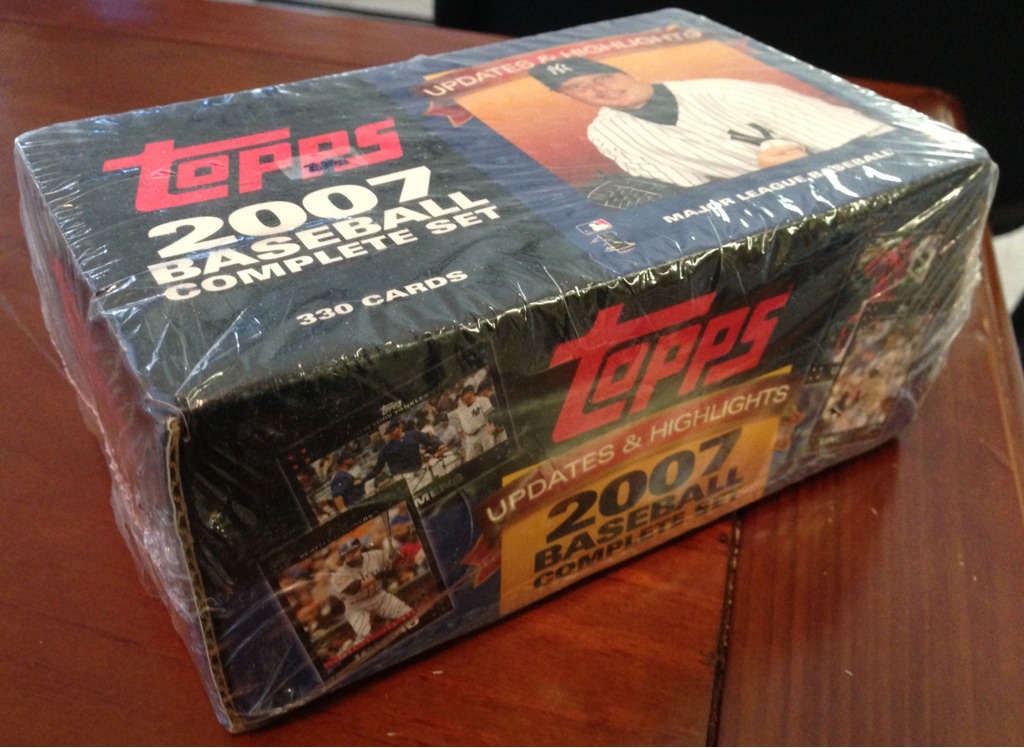 Topps
2007
BASEBALL
COMPLETE SET
330 CARDS
UPDATES & HIGHLIGHTS
NY
MAJOR LEAGUE BASEBALL
Topps
UPDATES & HIGHLIGHTS
2007
BASEBALL
COMPLETE SET